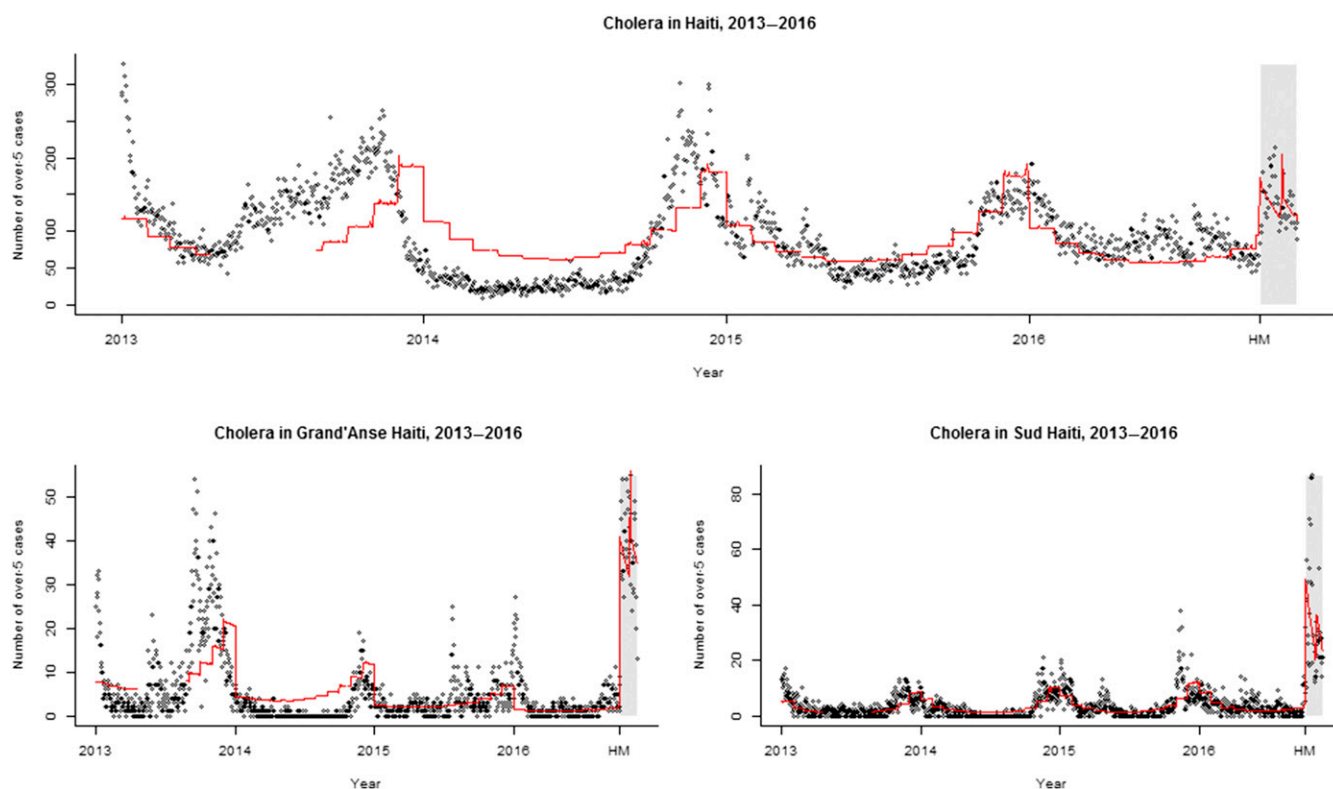 Cholera in Haiti, 2013—2016
Number of over-5 cases
300
200
100
50
0
2013
2014
2015
2016
HM
Year
Cholera in Grand'Anse Haiti, 2013—2016
Number of over-5 cases
50
40
30
20
10
0
2013
2014
2015
2016
HM
Year
Cholera in Sud Haiti, 2013—2016
Number of over-5 cases
80
60
40
20
0
2013
2014
2015
2016
HM
Year